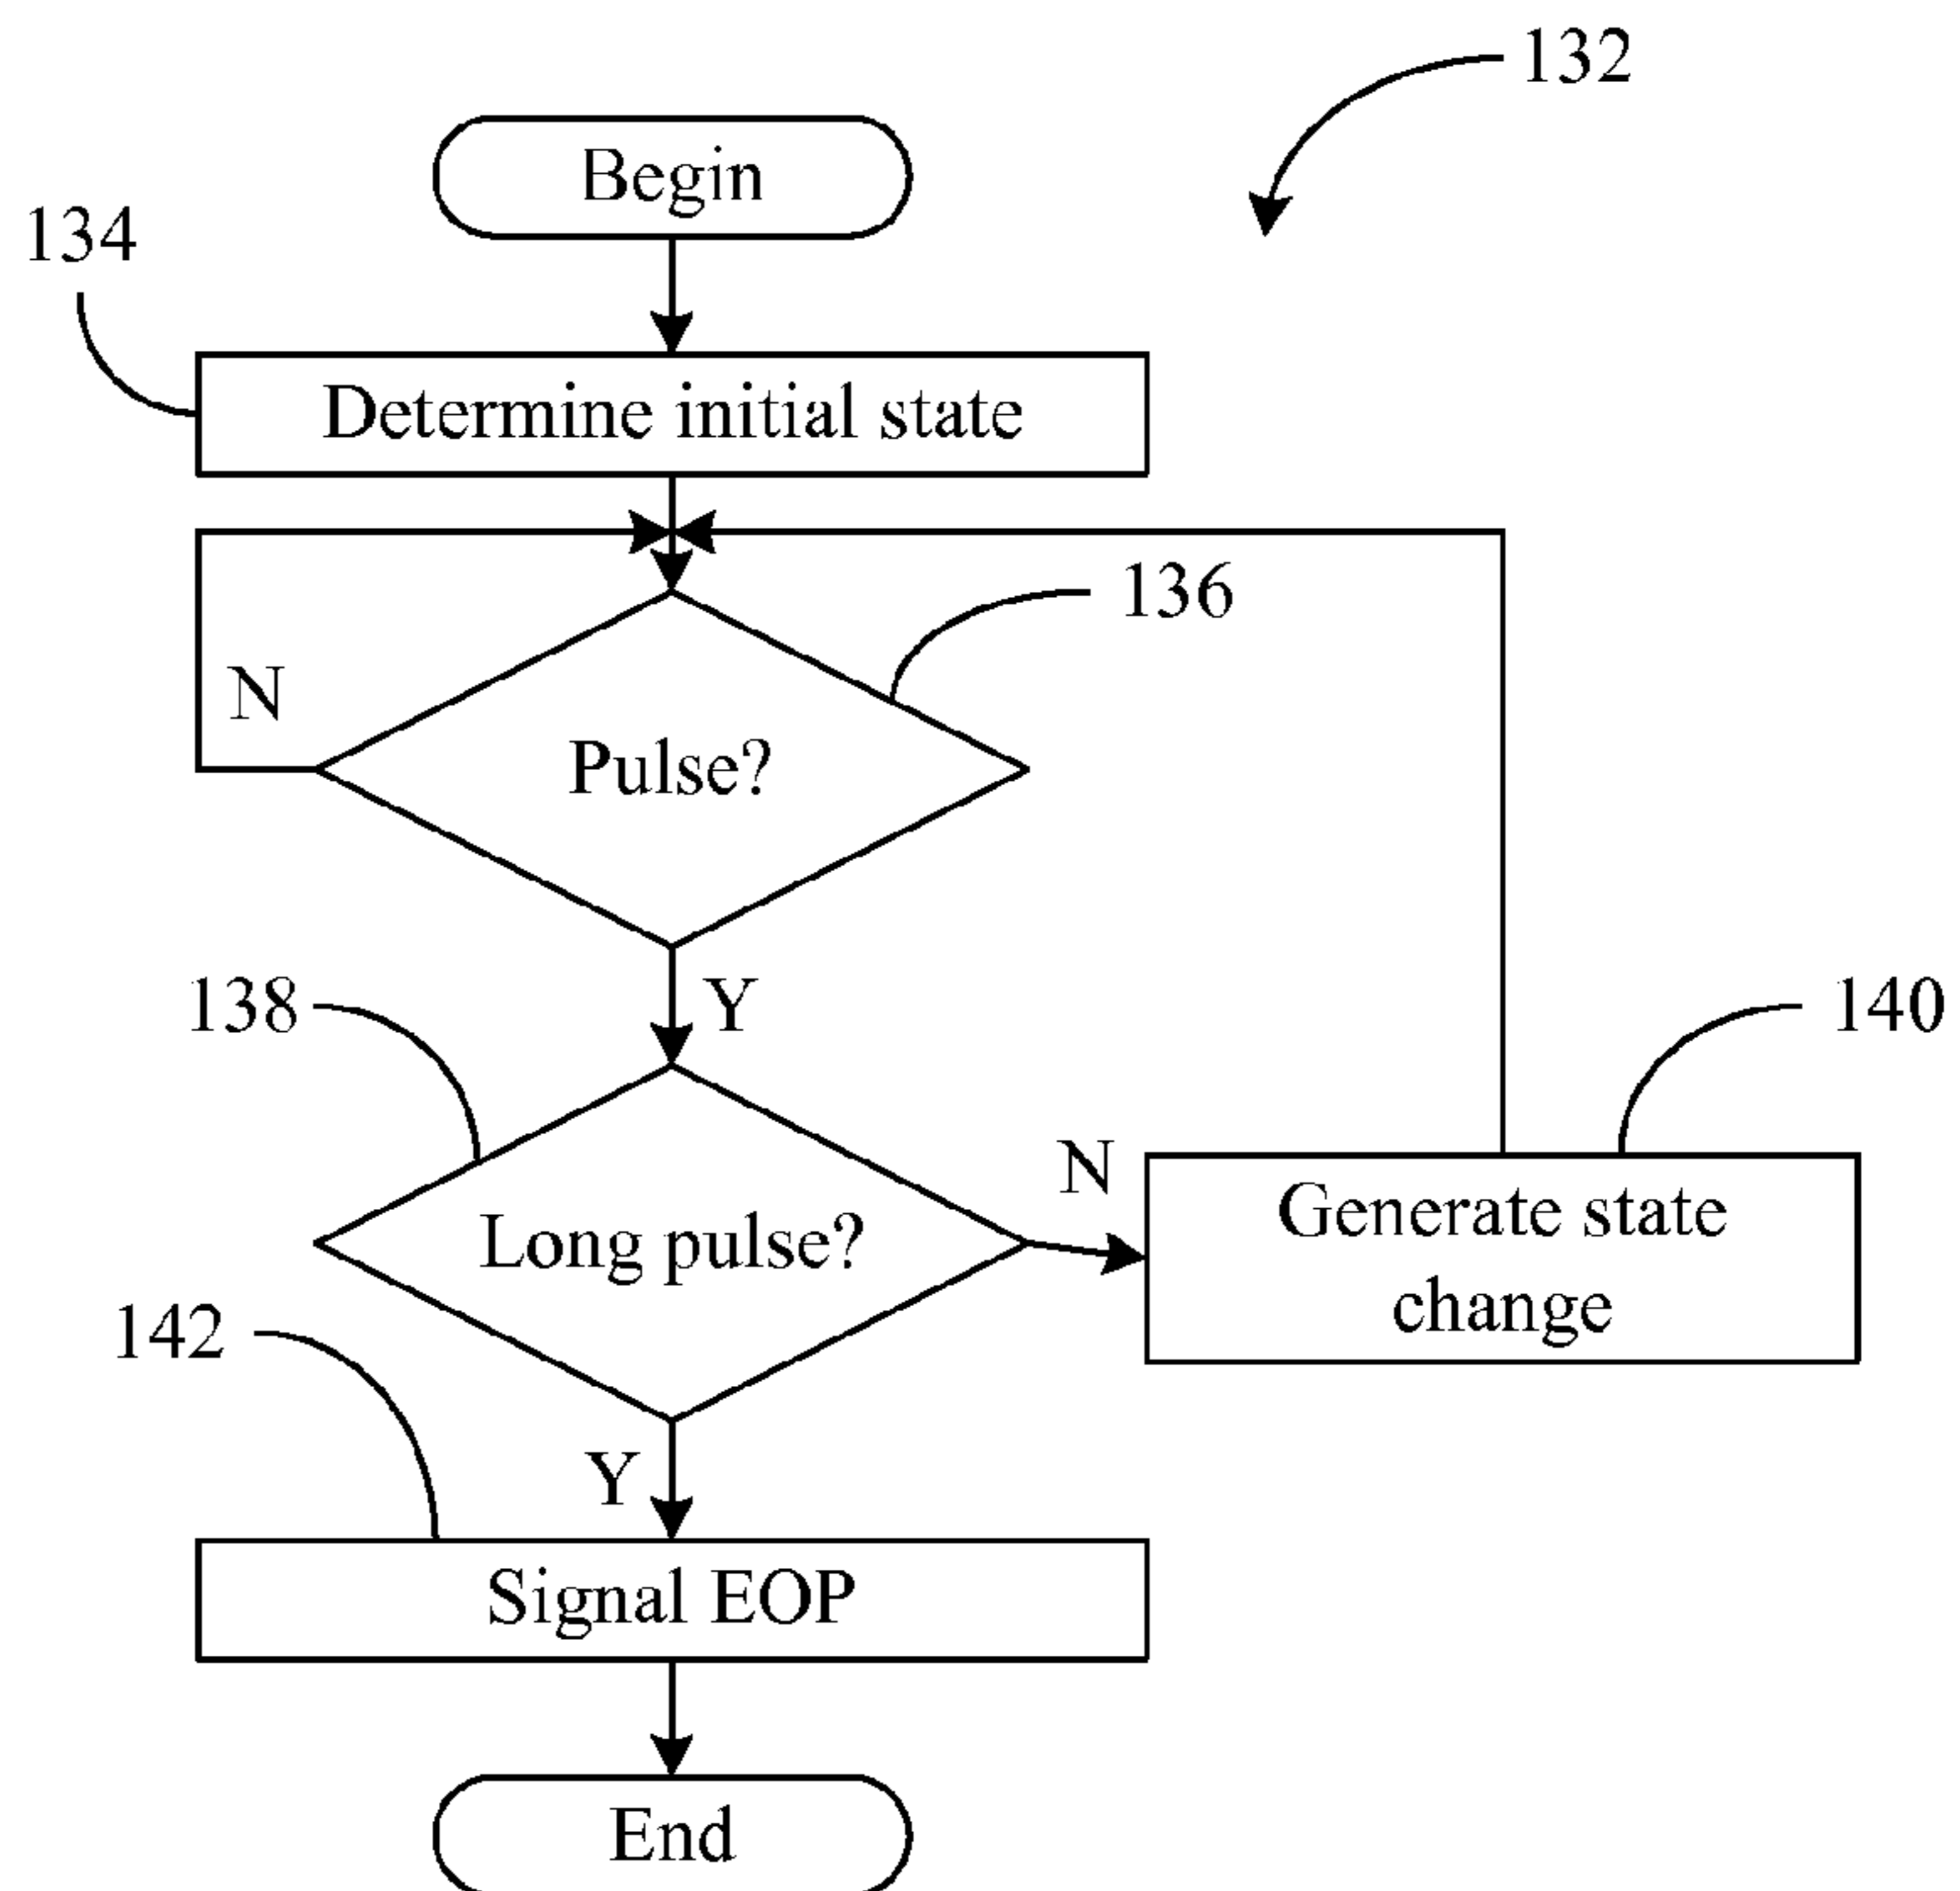 132
Begin
134
Determine initial state
136
N
Pulse?
Y
138
140
N
Generate state
change
Long pulse?
142
Y
Signal EOP
End